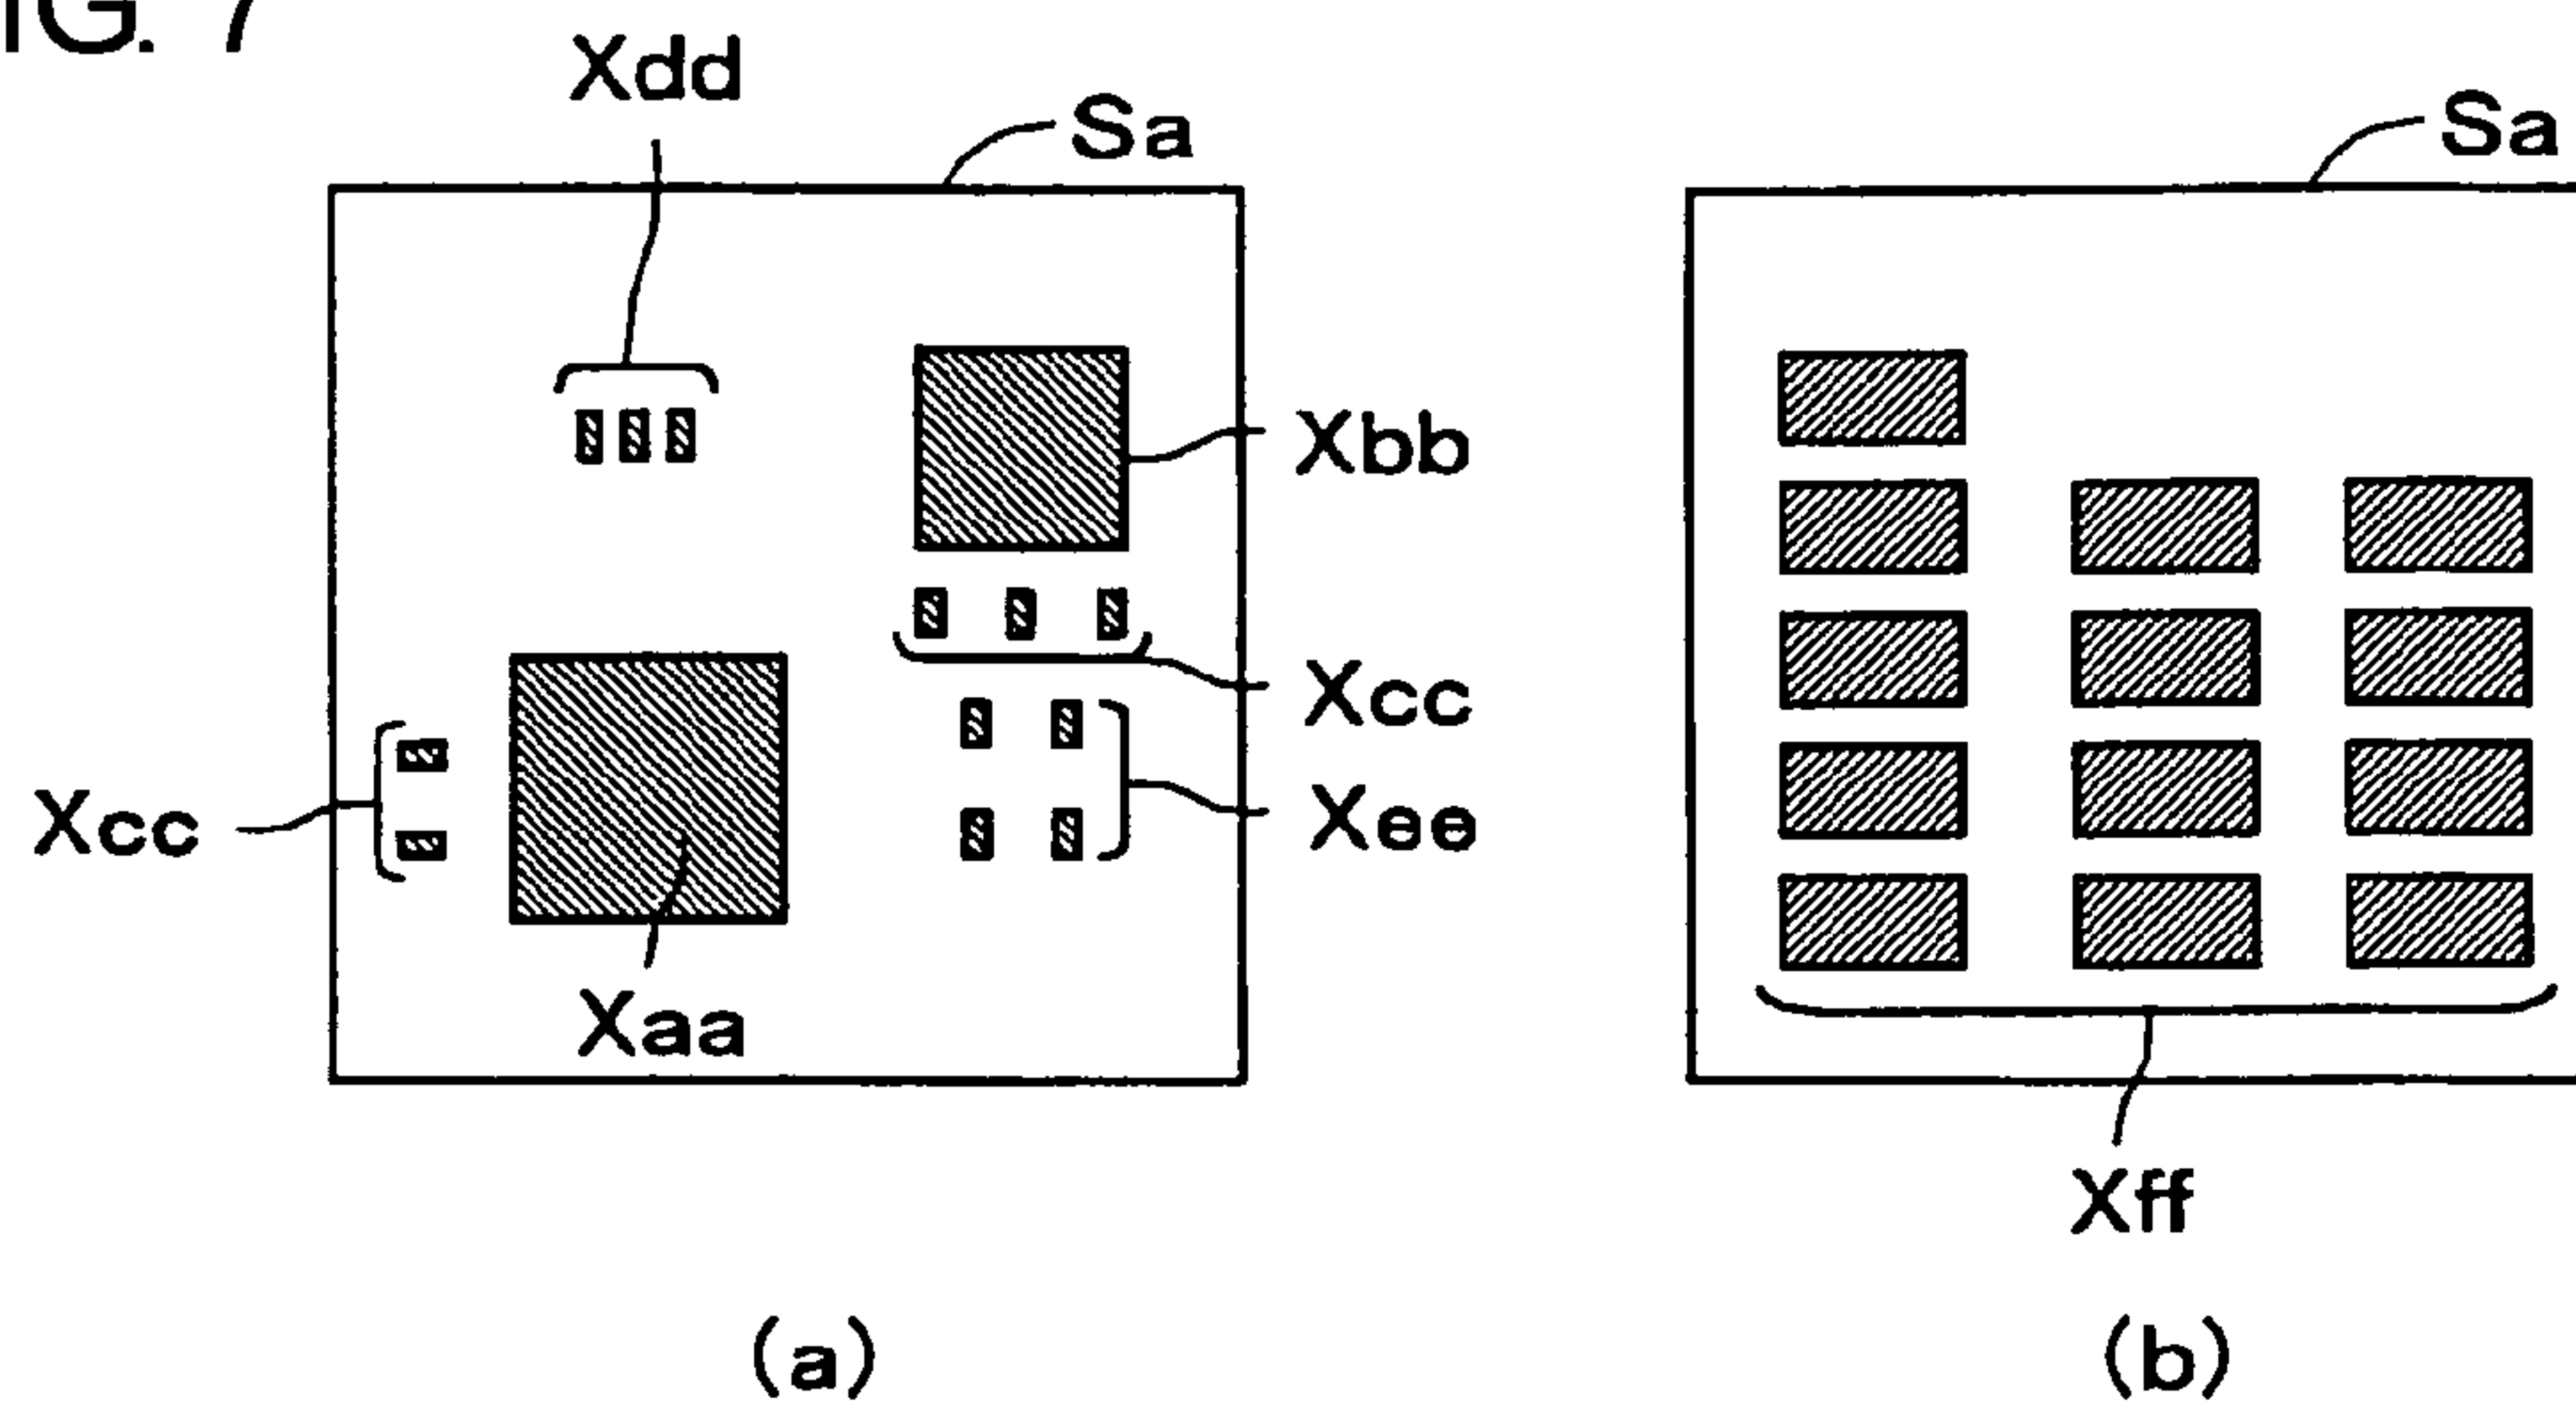 IG. 7
Xdd
Sa
Sa
Xbb
Xcc
Xcc
Xee
Xaa
Xff
(a)
(b)